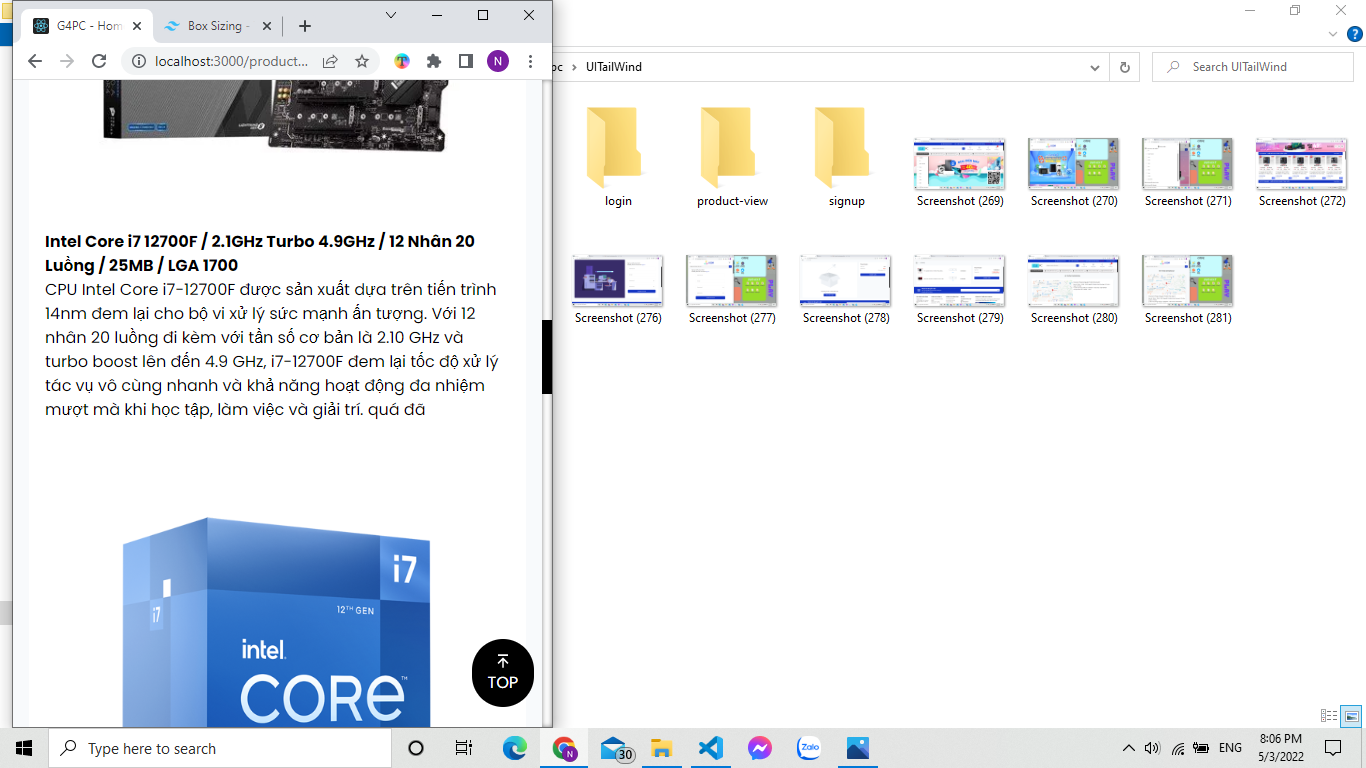 G4PC - Hom
Box Sizing -
localhost:3000/product...
N
Intel Core i7 12700F / 2.1GHz Turbo 4.9GHz / 12 Nhân 20
Luồng / 25MB / LGA 1700
CPU Intel Core i7-12700F được sản xuất dựa trên tiến trình
14nm đem lại cho bộ vi xử lý sức mạnh ấn tượng. Với 12
nhân 20 luồng đi kèm với tần số cơ bản là 2.10 GHz và
turbo boost lên đến 4.9 GHz, i7-12700F đem lại tốc độ xử lý
tác vụ vô cùng nhanh và khả năng hoạt động đa nhiệm
mượt mà khi học tập, làm việc và giải trí. quá đã
i7
12TH GEN
i7
intel.
CORE™
TOP
pc
UITailWind
Search UITailWind
login
product-view
signup
Screenshot (269)
Screenshot (270)
Screenshot (271)
Screenshot (272)
Screenshot (276)
Screenshot (277)
Screenshot (278)
Screenshot (279)
Screenshot (280)
Screenshot (281)
Type here to search
N
30
Zalo
ENG
8:06 PM
5/3/2022